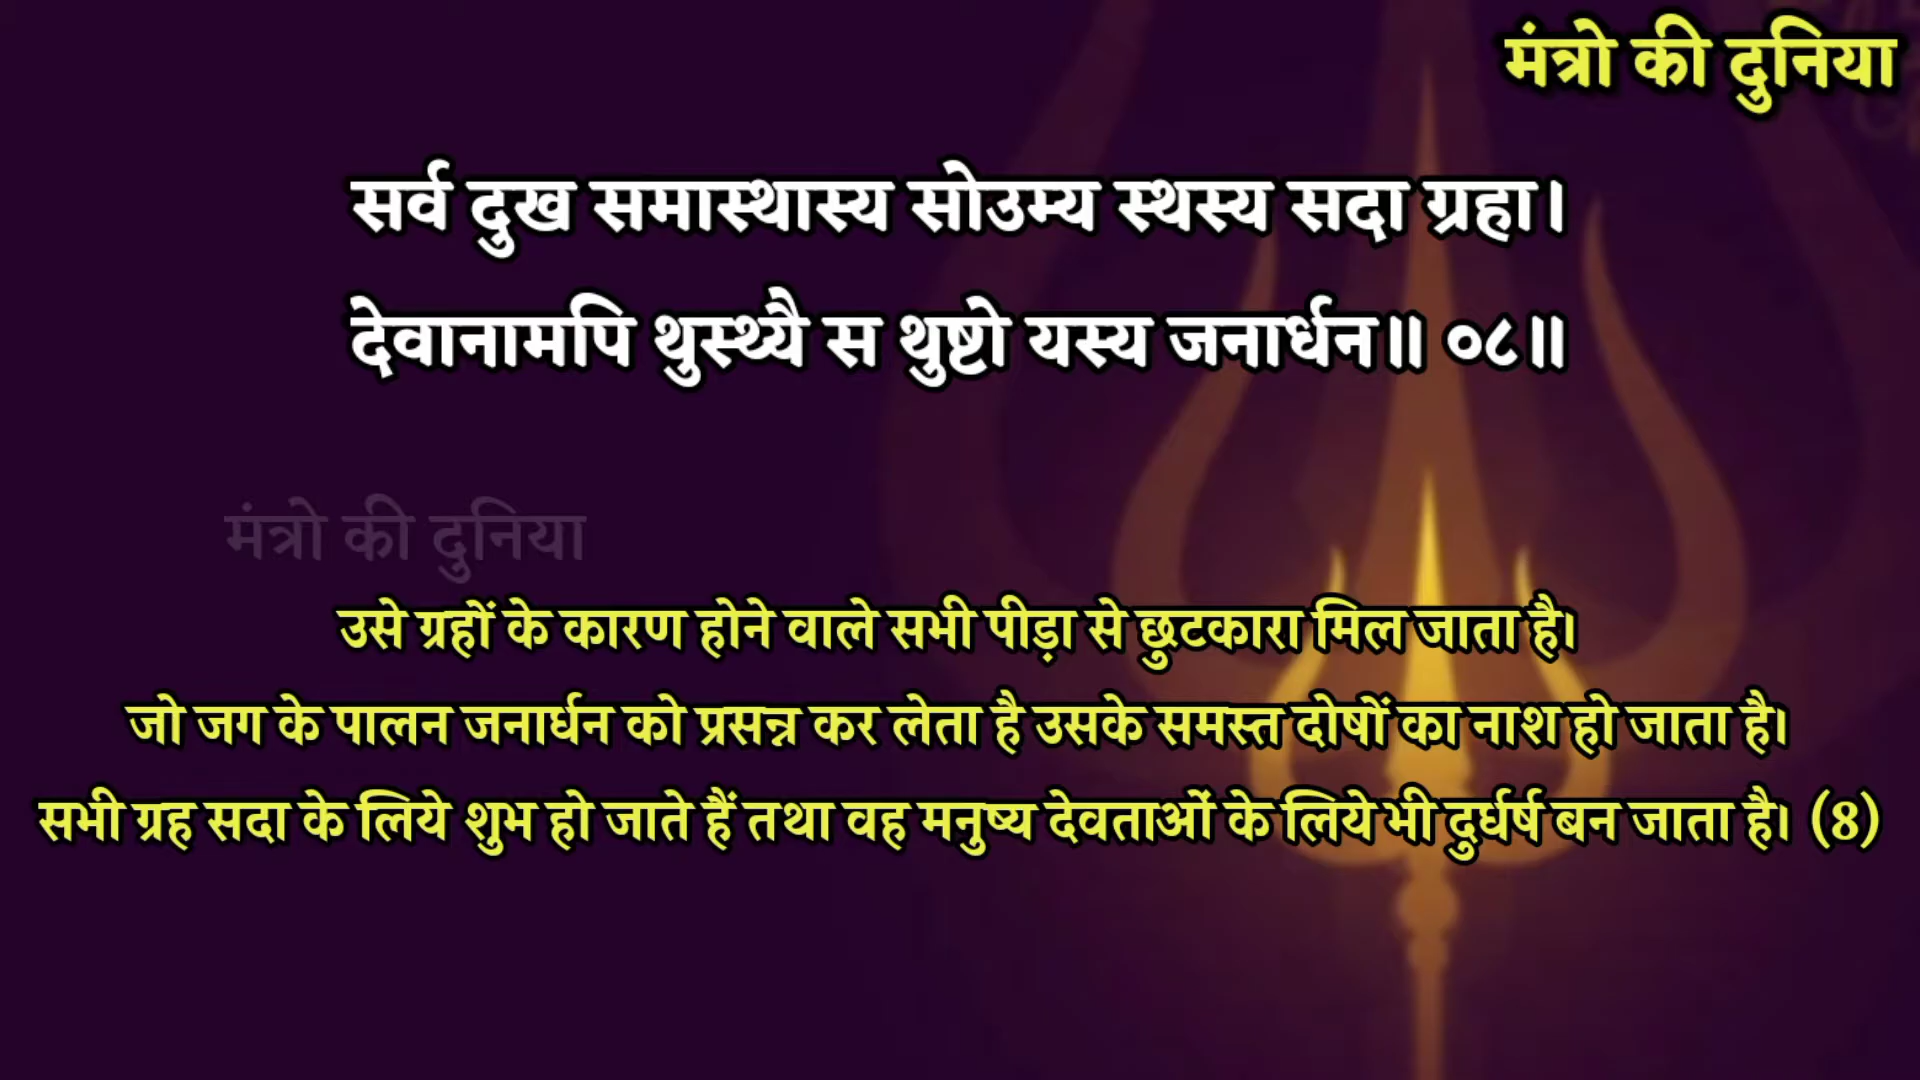 मंत्रो की दुनिया
सर्व दुख समास्थास्य सोउम्य स्थस्य सदा ग्रहा।
देवानामपि थुस्थ्यै स थुष्टो यस्य जनार्धन॥ ०८॥
मंत्रो की दुनिया
उसे ग्रहों के कारण होने वाले सभी पीड़ा से छुटकारा मिल जाता है।
जो जग के पालन जनार्धन को प्रसन्न कर लेता है उसके समस्त दोषों का नाश हो जाता है।
सभी ग्रह सदा के लिये शुभ हो जाते हैं तथा वह मनुष्य देवताओं के लिये भी दुर्धर्ष बन जाता है। (8)